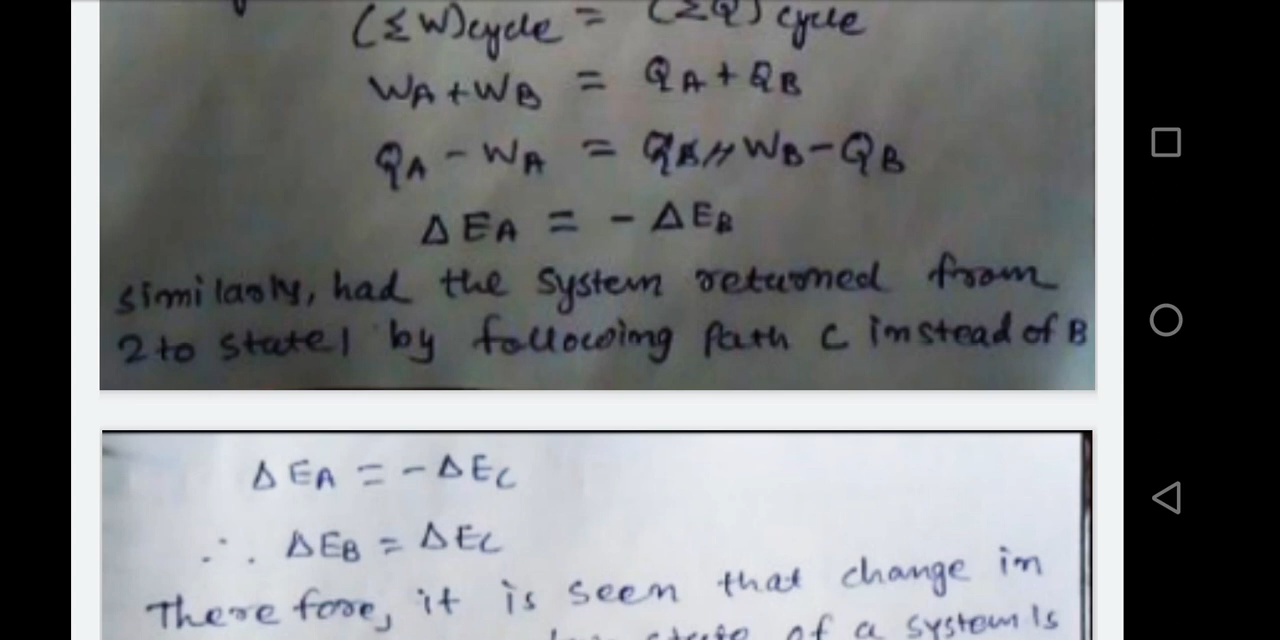 (ΣW)cycle = (ΣQ) cycle
WA + WB = QA + QB
QA - WA = WB - QB
ΔEA = - ΔEB
similarly, had the system returned from
2 to state 1 by following Path C instead of B
ΔEA = - ΔEC
∴ ΔEB = ΔEC
Therefore, it is seen that change in
state of a system is